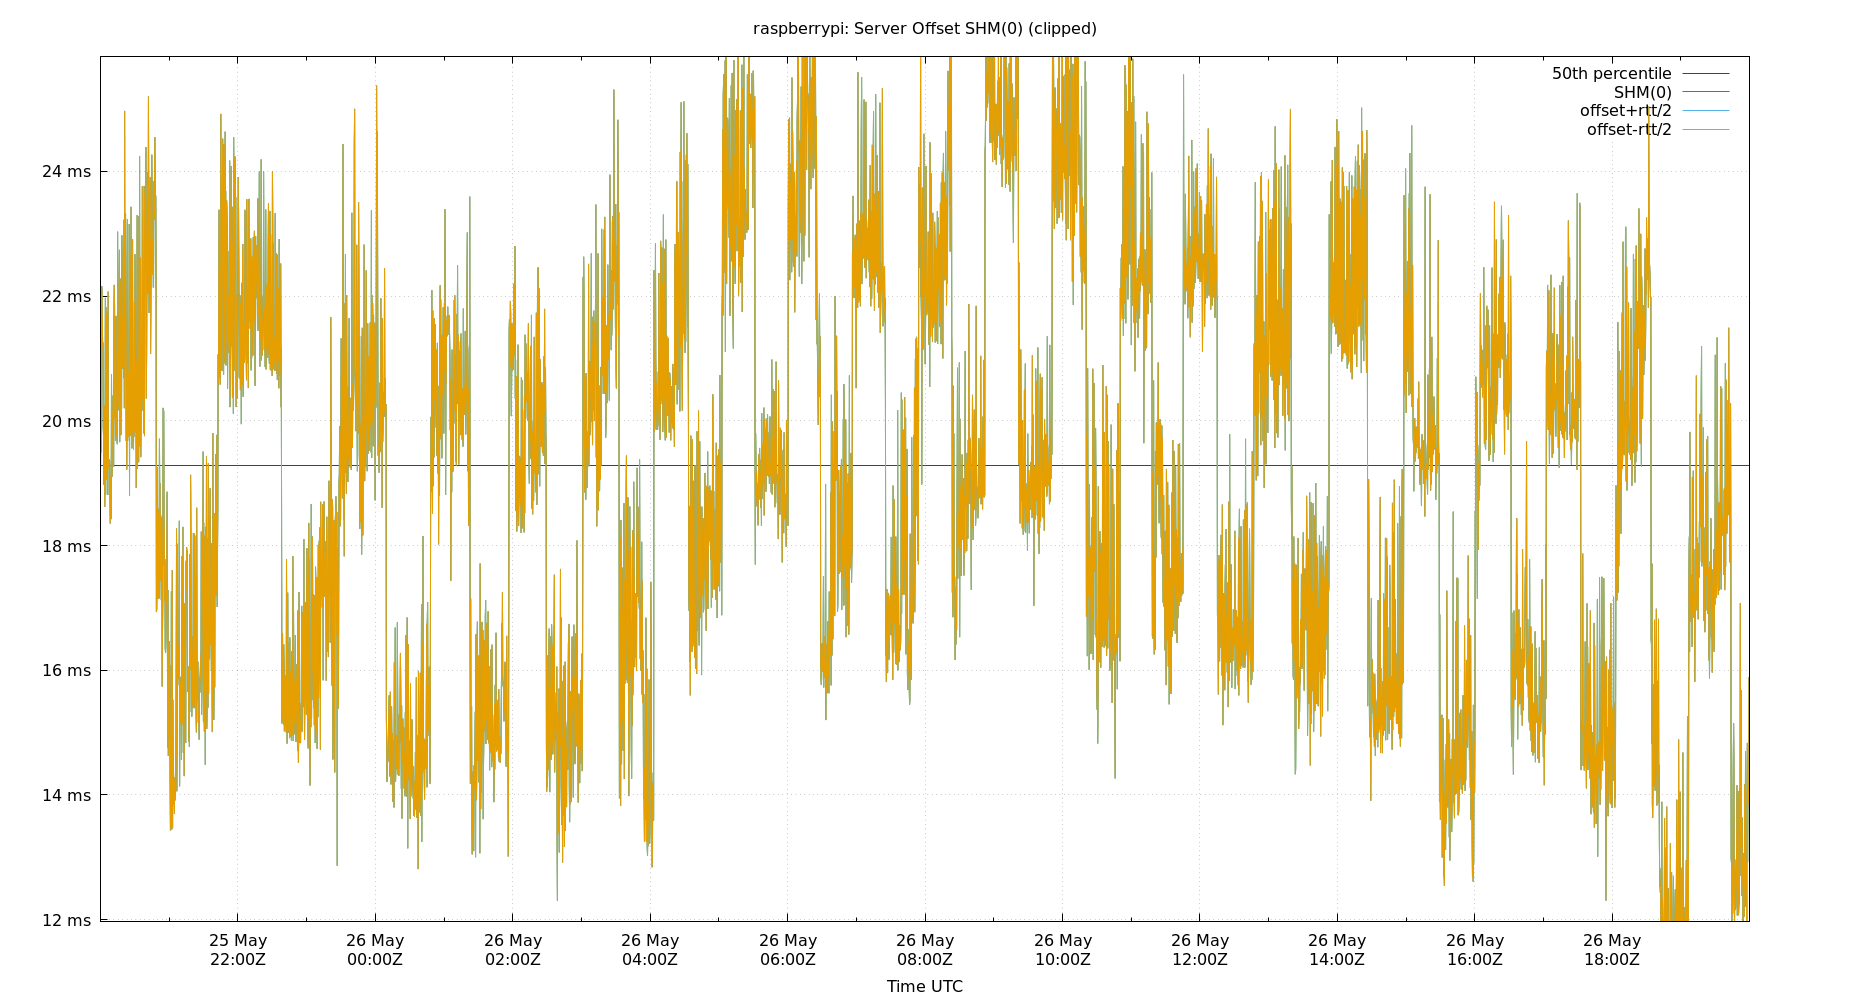 raspberrypi: Server Offset SHM(0) (clipped)
50th percentile
SHM(0)
offset+rtt/2
offset-rtt/2
24 ms
22 ms
20 ms
18 ms
16 ms
14 ms
12 ms
25 May 26 May 26 May 26 May 26 May 26 May 26 May 26 May 26 May 26 May 26 May
22:00Z 00:00Z 02:00Z 04:00Z 06:00Z 08:00Z 10:00Z 12:00Z 14:00Z 16:00Z 18:00Z
Time UTC